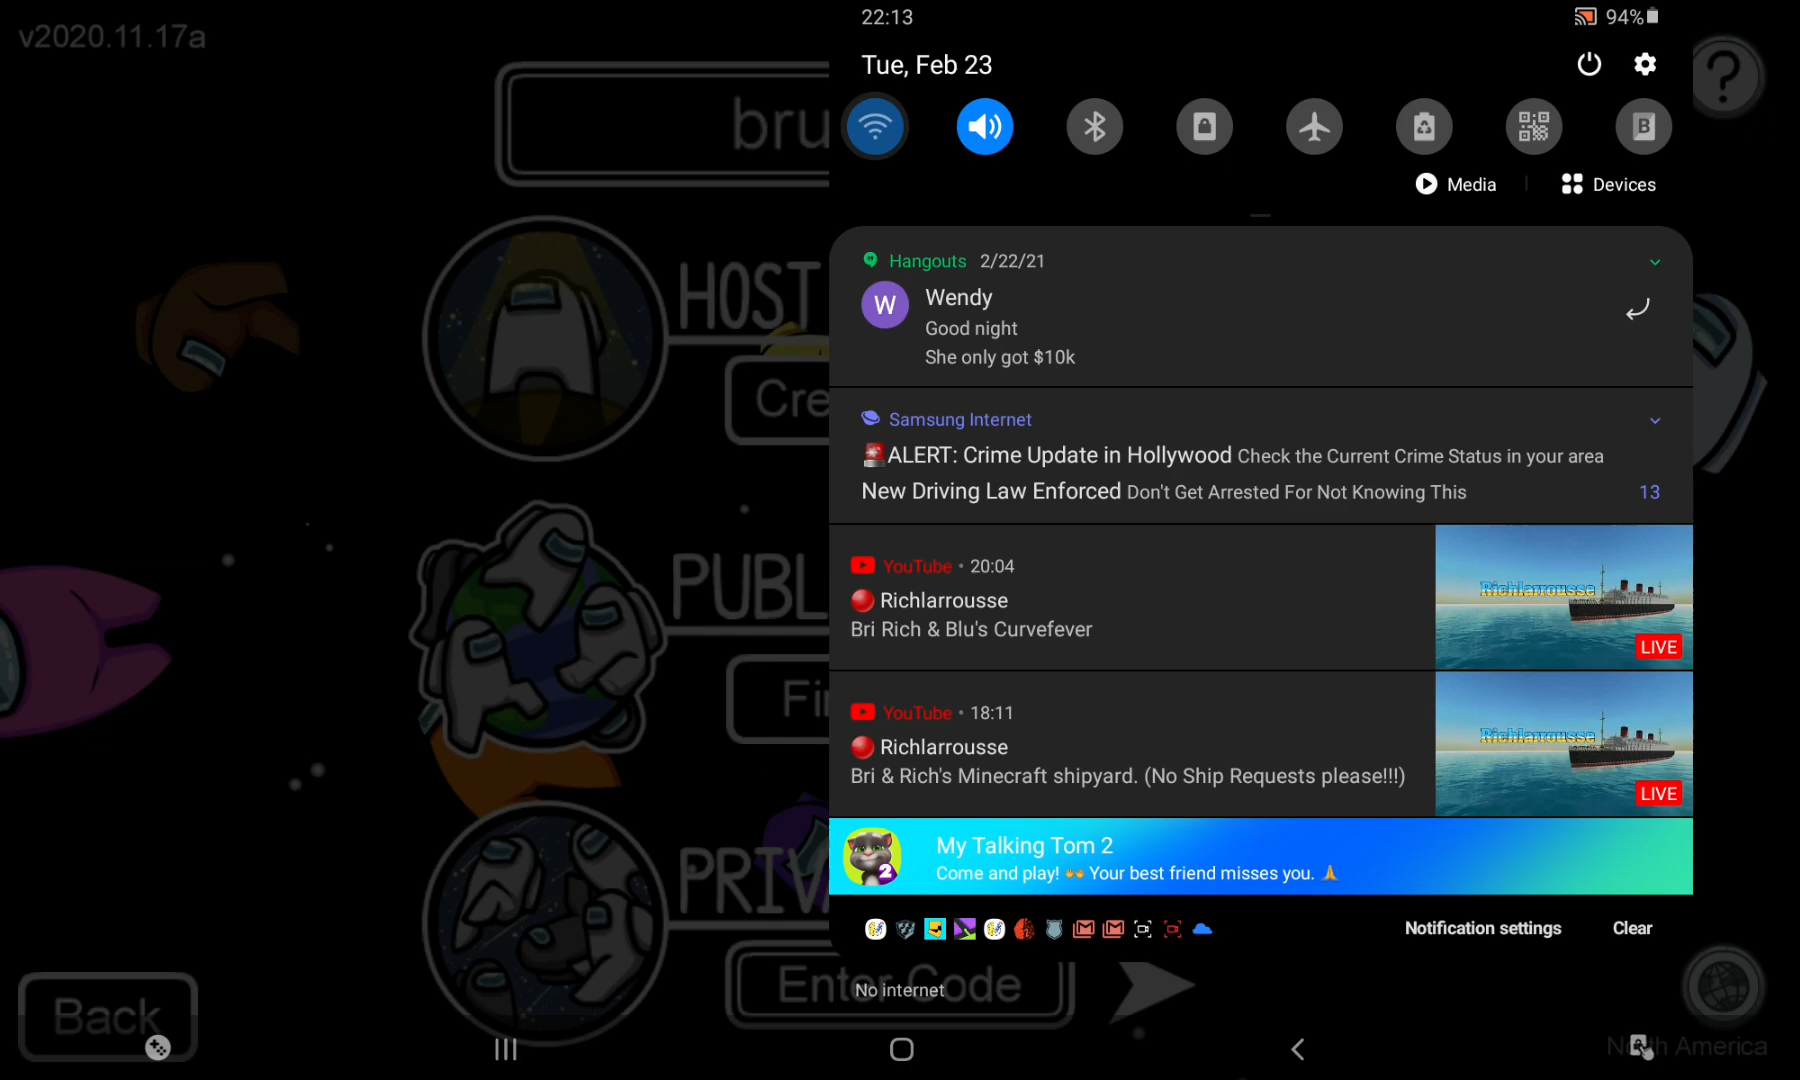 v2020.11.17a
22:13
94%
Tue, Feb 23
bru
B
Media
Devices
Hangouts 2/22/21
W
Wendy
Good night
She only got $10k
HOST
Cre
Samsung Internet
🚨ALERT: Crime Update in Hollywood Check the Current Crime Status in your area
New Driving Law Enforced Don't Get Arrested For Not Knowing This 13
YouTube • 20:04
🔴 Richlarrousse
Bri Rich & Blu's Curvefever
Richlarrousse
LIVE
PUBL
Fi
YouTube • 18:11
🔴 Richlarrousse
Bri & Rich's Minecraft shipyard. (No Ship Requests please!!!)
Richlarrousse
LIVE
2
My Talking Tom 2
Come and play! 👐 Your best friend misses you. 🙏
PRIV
Notification settings
Clear
Enter Code
No internet
Back
North America